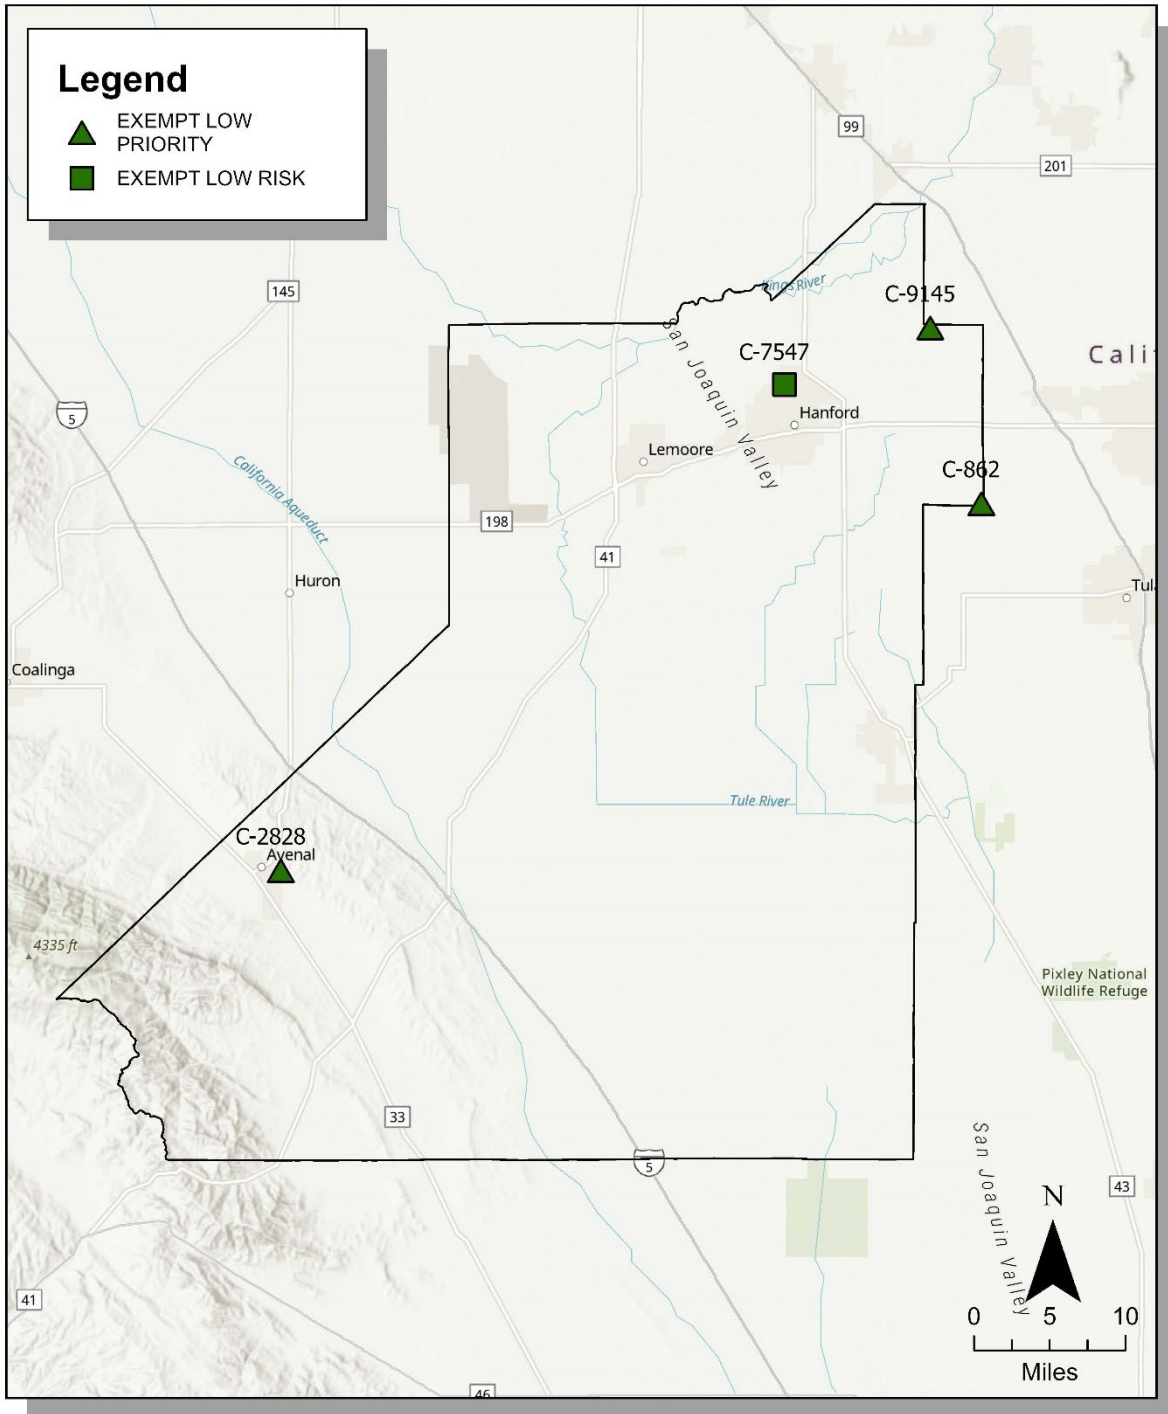 Legend
EXEMPT LOW
PRIORITY
EXEMPT LOW RISK
99
201
145
Kings River
C-9145
San Joaquin Valley
C-7547
Cali
5
Hanford
Lemoore
California Aqueduct
C-862
198
41
Huron
Tul
Coalinga
Tule River
C-2828
Avenal
4335 ft
Pixley National
Wildlife Refuge
33
San Joaquin Valley
5
43
N
41
0 5 10
Miles
46